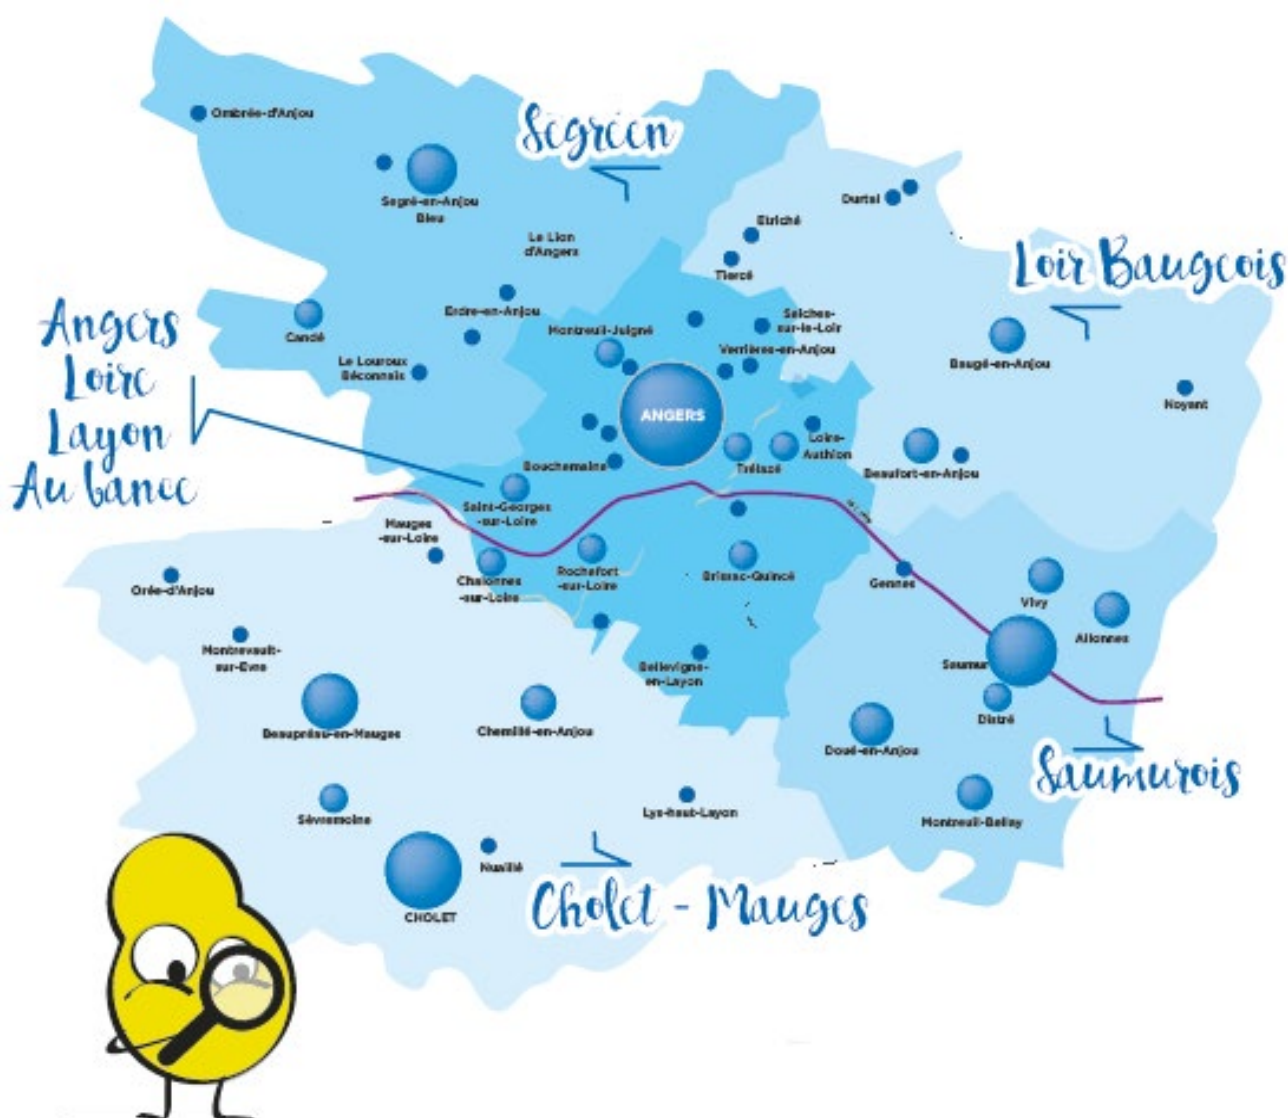 Ombrée-d'Anjou
Segréen
Segré-en-Anjou
Bleu
Durtal
Etriché
Le Lion
d'Angers
Tiercé
Loir Baugeois
Angers
Loire
Layon
Aubance
Candé
Erdre-en-Anjou
Montreuil-Juigné
Seiches-
sur-le-Loir
Verrières-en-Anjou
Le Louroux
Béconnais
Baugé-en-Anjou
Noyant
ANGERS
Loire-
Authion
Bouchemaine
Trélazé
Beaufort-en-Anjou
Saint-Georges
-sur-Loire
Mauges
-sur-Loire
La Loire
Orée-d'Anjou
Chalonnes
-sur-Loire
Rochefort
-sur-Loire
Brissac-Quincé
Gennes
Vivy
Allonnes
Montrevault-
sur-Evre
Bellevigne-
en-Layon
Saumur
Distré
Beaupréau-en-Mauges
Chemillé-en-Anjou
Doué-en-Anjou
Saumurois
Sèvremoine
Lys-haut-Layon
Montreuil-Bellay
Nuaillé
CHOLET
Cholet - Mauges